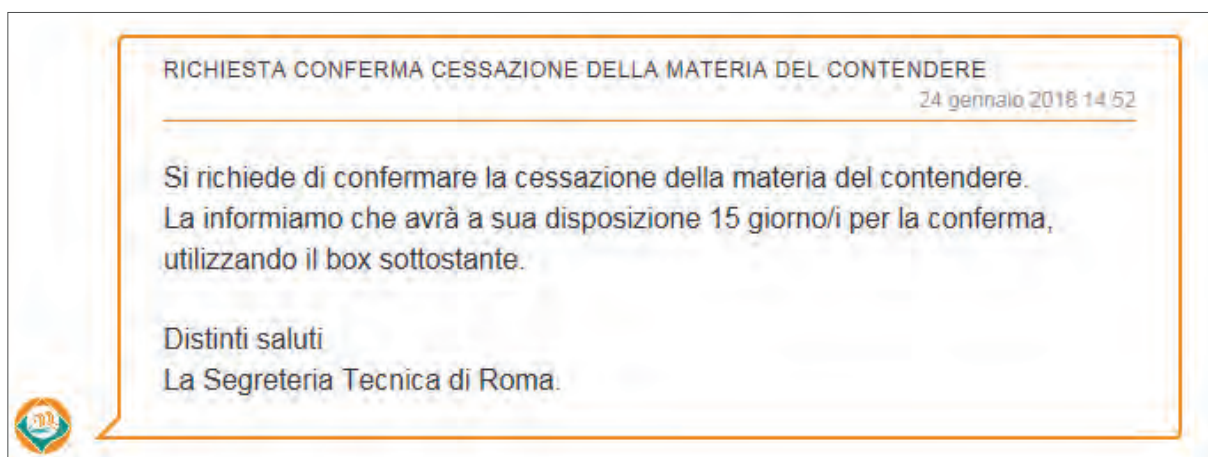 RICHIESTA CONFERMA CESSAZIONE DELLA MATERIA DEL CONTENDERE
24 gennaio 2018 14:52
Si richiede di confermare la cessazione della materia del contendere.
La informiamo che avrà a sua disposizione 15 giorno/i per la conferma,
utilizzando il box sottostante.
Distinti saluti
La Segreteria Tecnica di Roma.